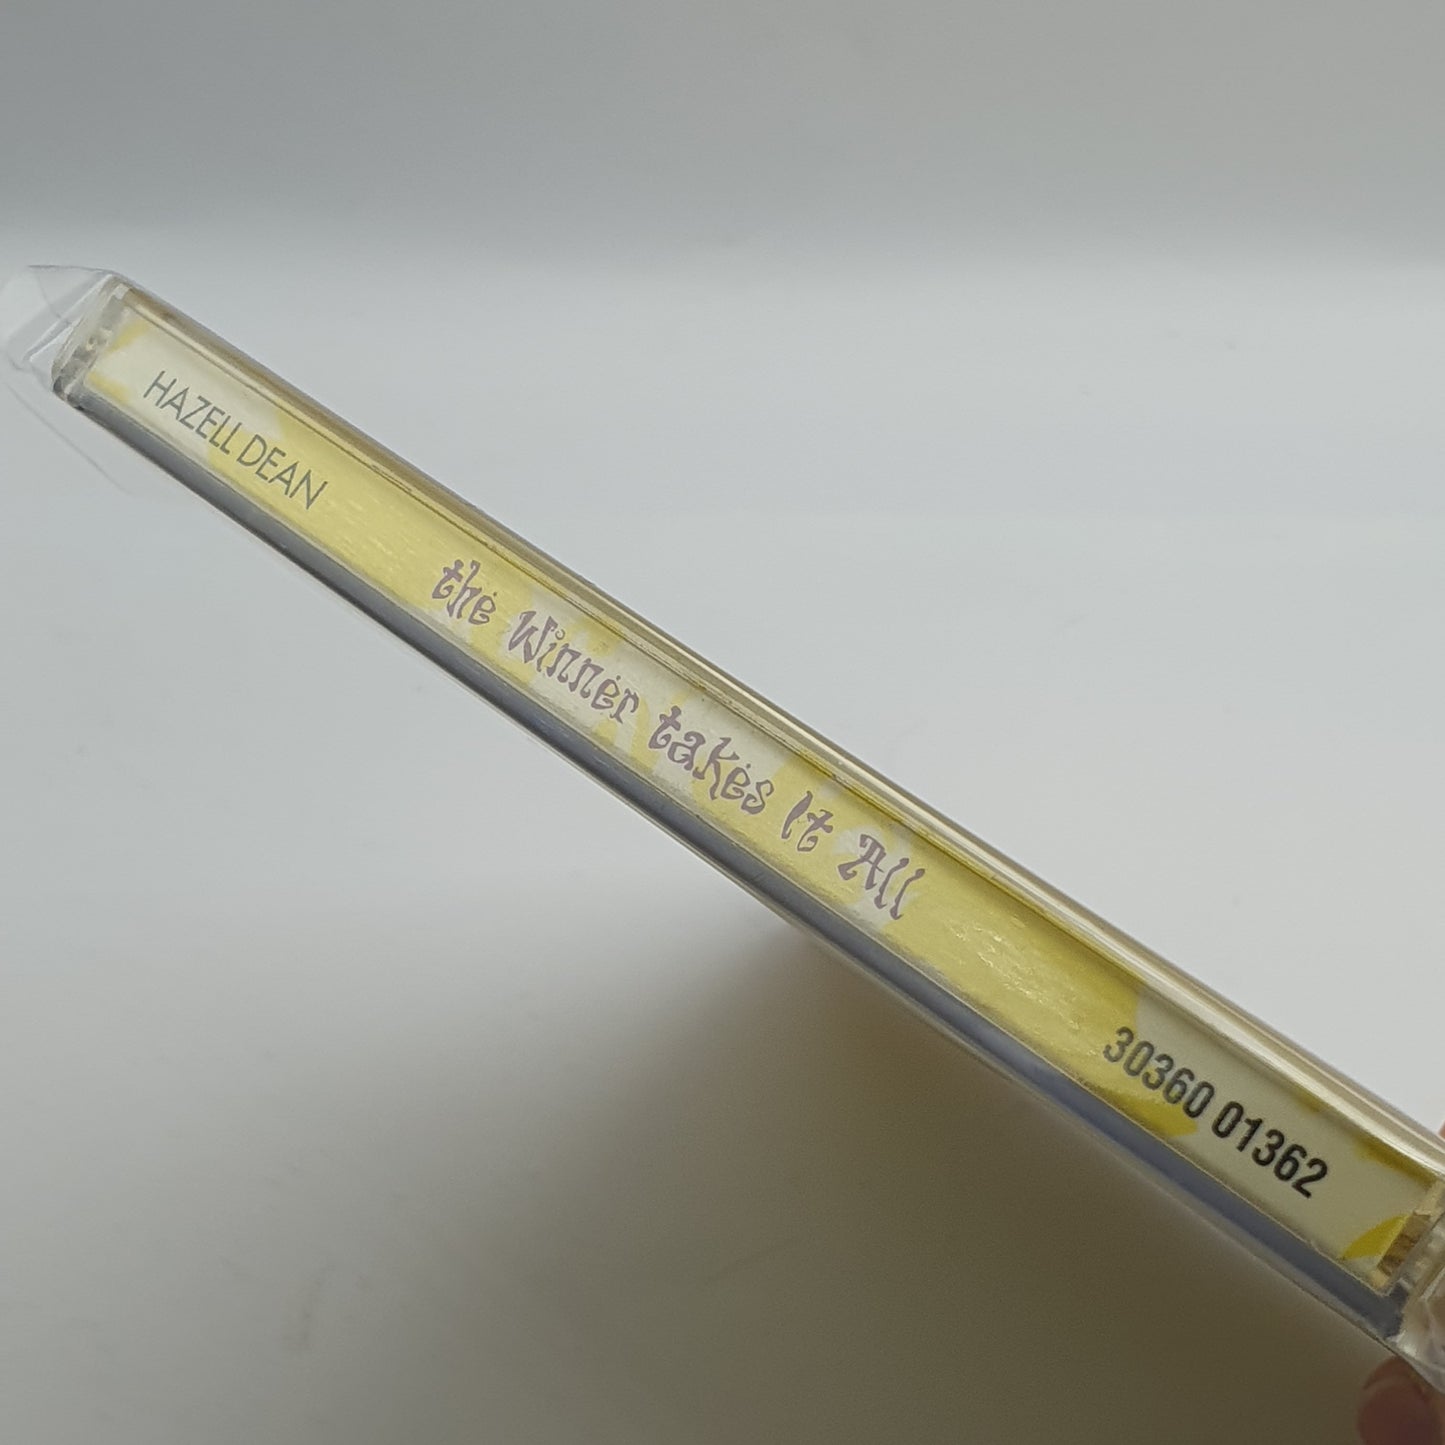 HAZELL DEAN
the Winner takes It All
30360 01362